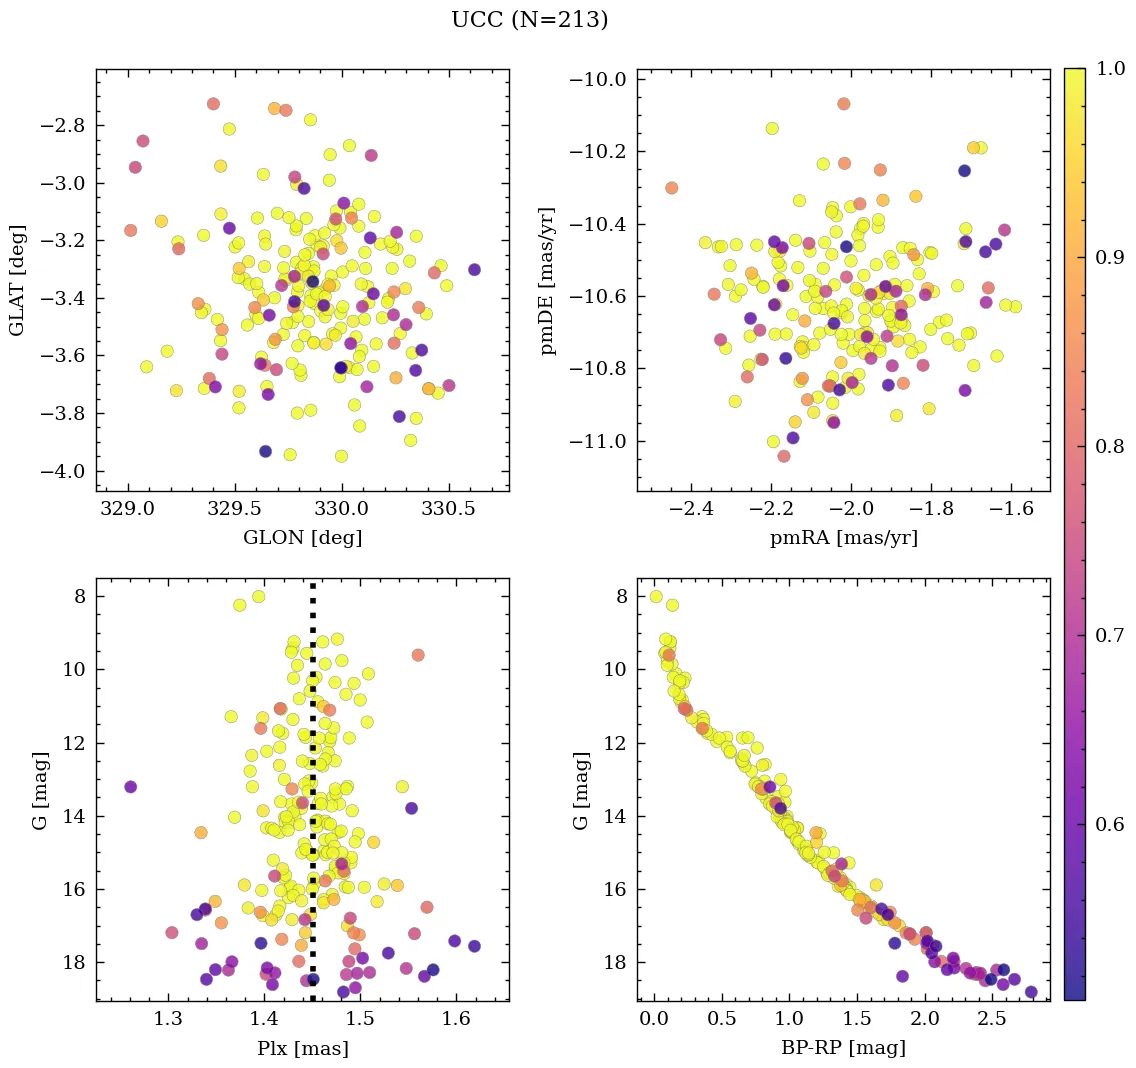 UCC (N=213)
−2.8
−3.0
−3.2
−3.4
−3.6
−3.8
−4.0
GLAT [deg]
329.0 329.5 330.0 330.5
GLON [deg]
−10.0
−10.2
−10.4
−10.6
−10.8
−11.0
pmDE [mas/yr]
−2.4 −2.2 −2.0 −1.8 −1.6
pmRA [mas/yr]
8
10
12
14
16
18
G [mag]
1.3 1.4 1.5 1.6
Plx [mas]
8
10
12
14
16
18
G [mag]
0.0 0.5 1.0 1.5 2.0 2.5
BP-RP [mag]
1.0
0.9
0.8
0.7
0.6